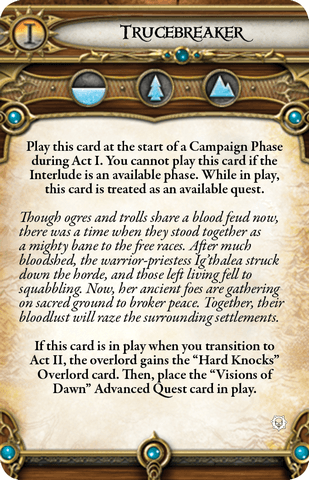 I
TRUCEBREAKER
Play this card at the start of a Campaign Phase
during Act I. You cannot play this card if the
Interlude is an available phase. While in play,
this card is treated as an available quest.
Though ogres and trolls share a blood feud now,
there was a time when they stood together as
a mighty bane to the free races. After much
bloodshed, the warrior-priestess Ig’thalea struck
down the horde, and those left living fell to
squabbling. Now, her ancient foes are gathering
on sacred ground to broker peace. Together, their
bloodlust will raze the surrounding settlements.
If this card is in play when you transition to
Act II, the overlord gains the “Hard Knocks”
Overlord card. Then, place the “Visions of
Dawn” Advanced Quest card in play.